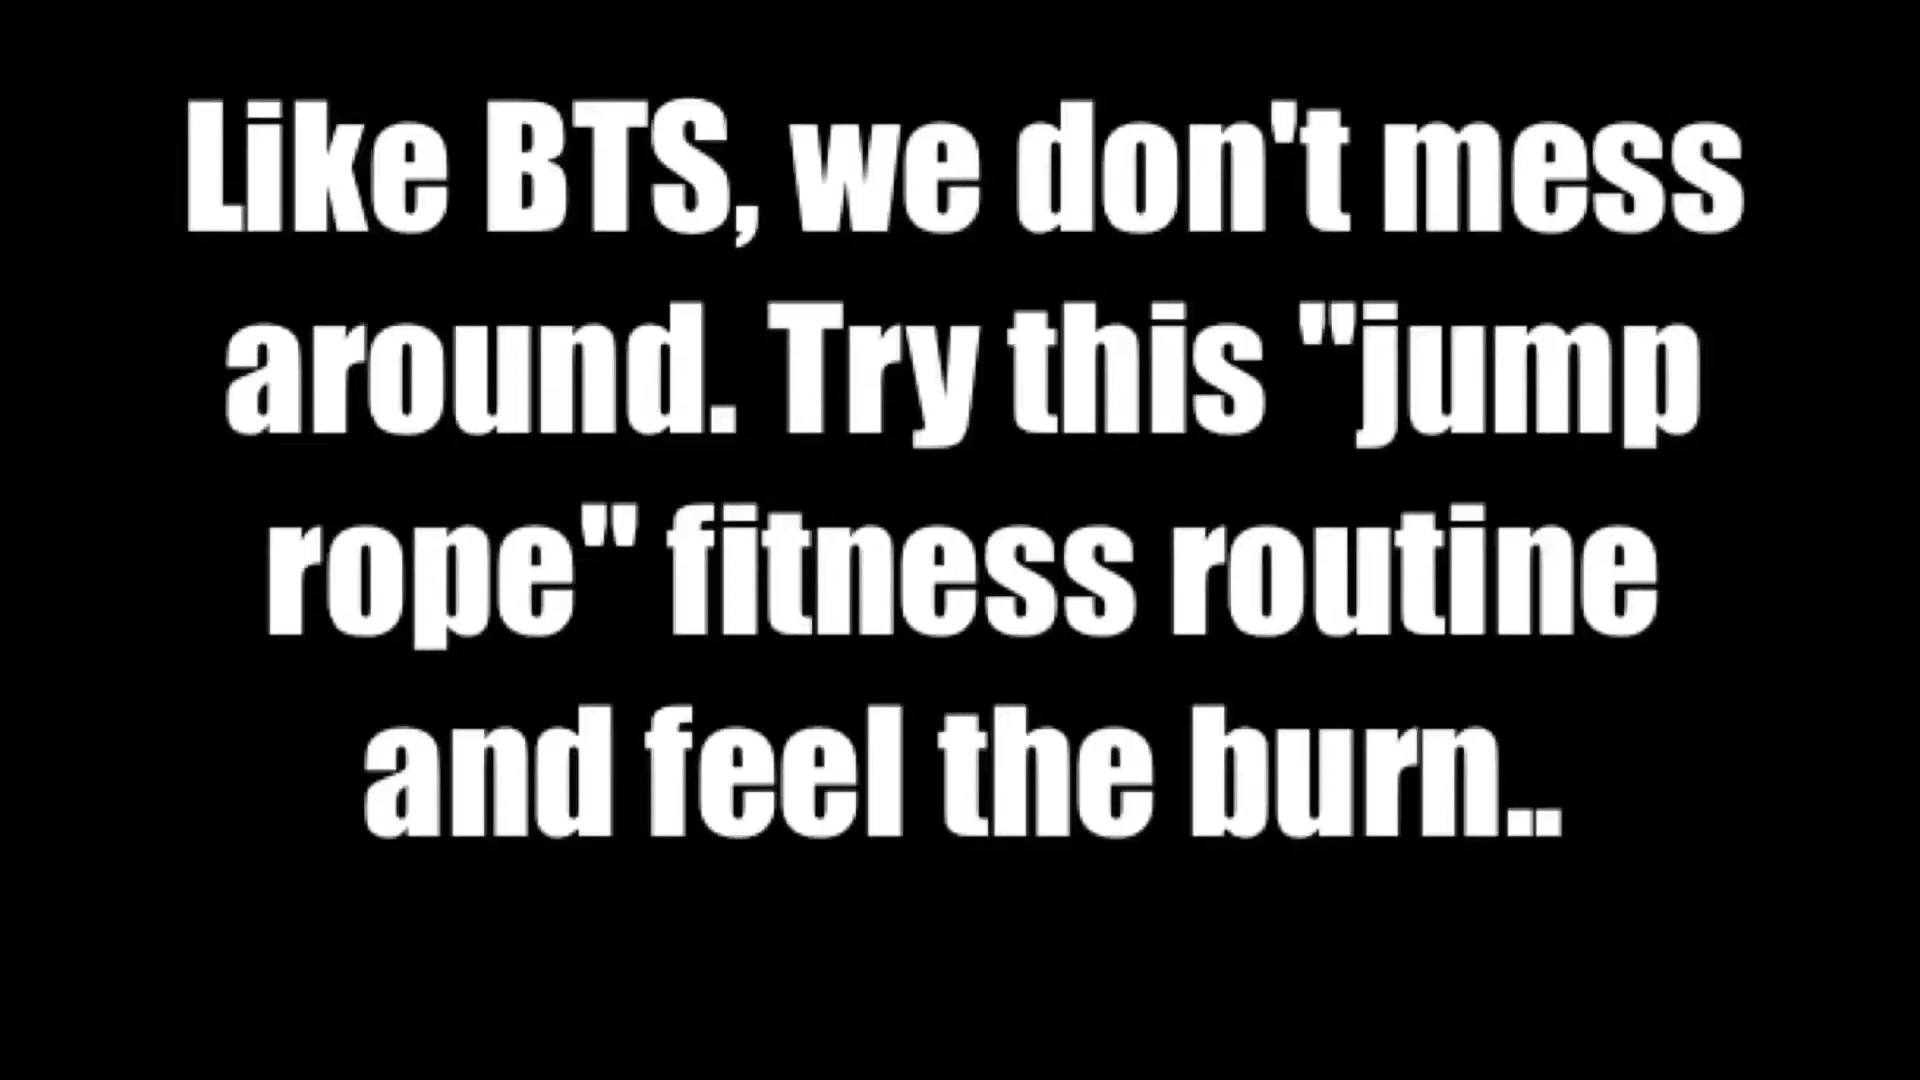 Like BTS, we don't mess
around. Try this "jump
rope" fitness routine
and feel the burn..